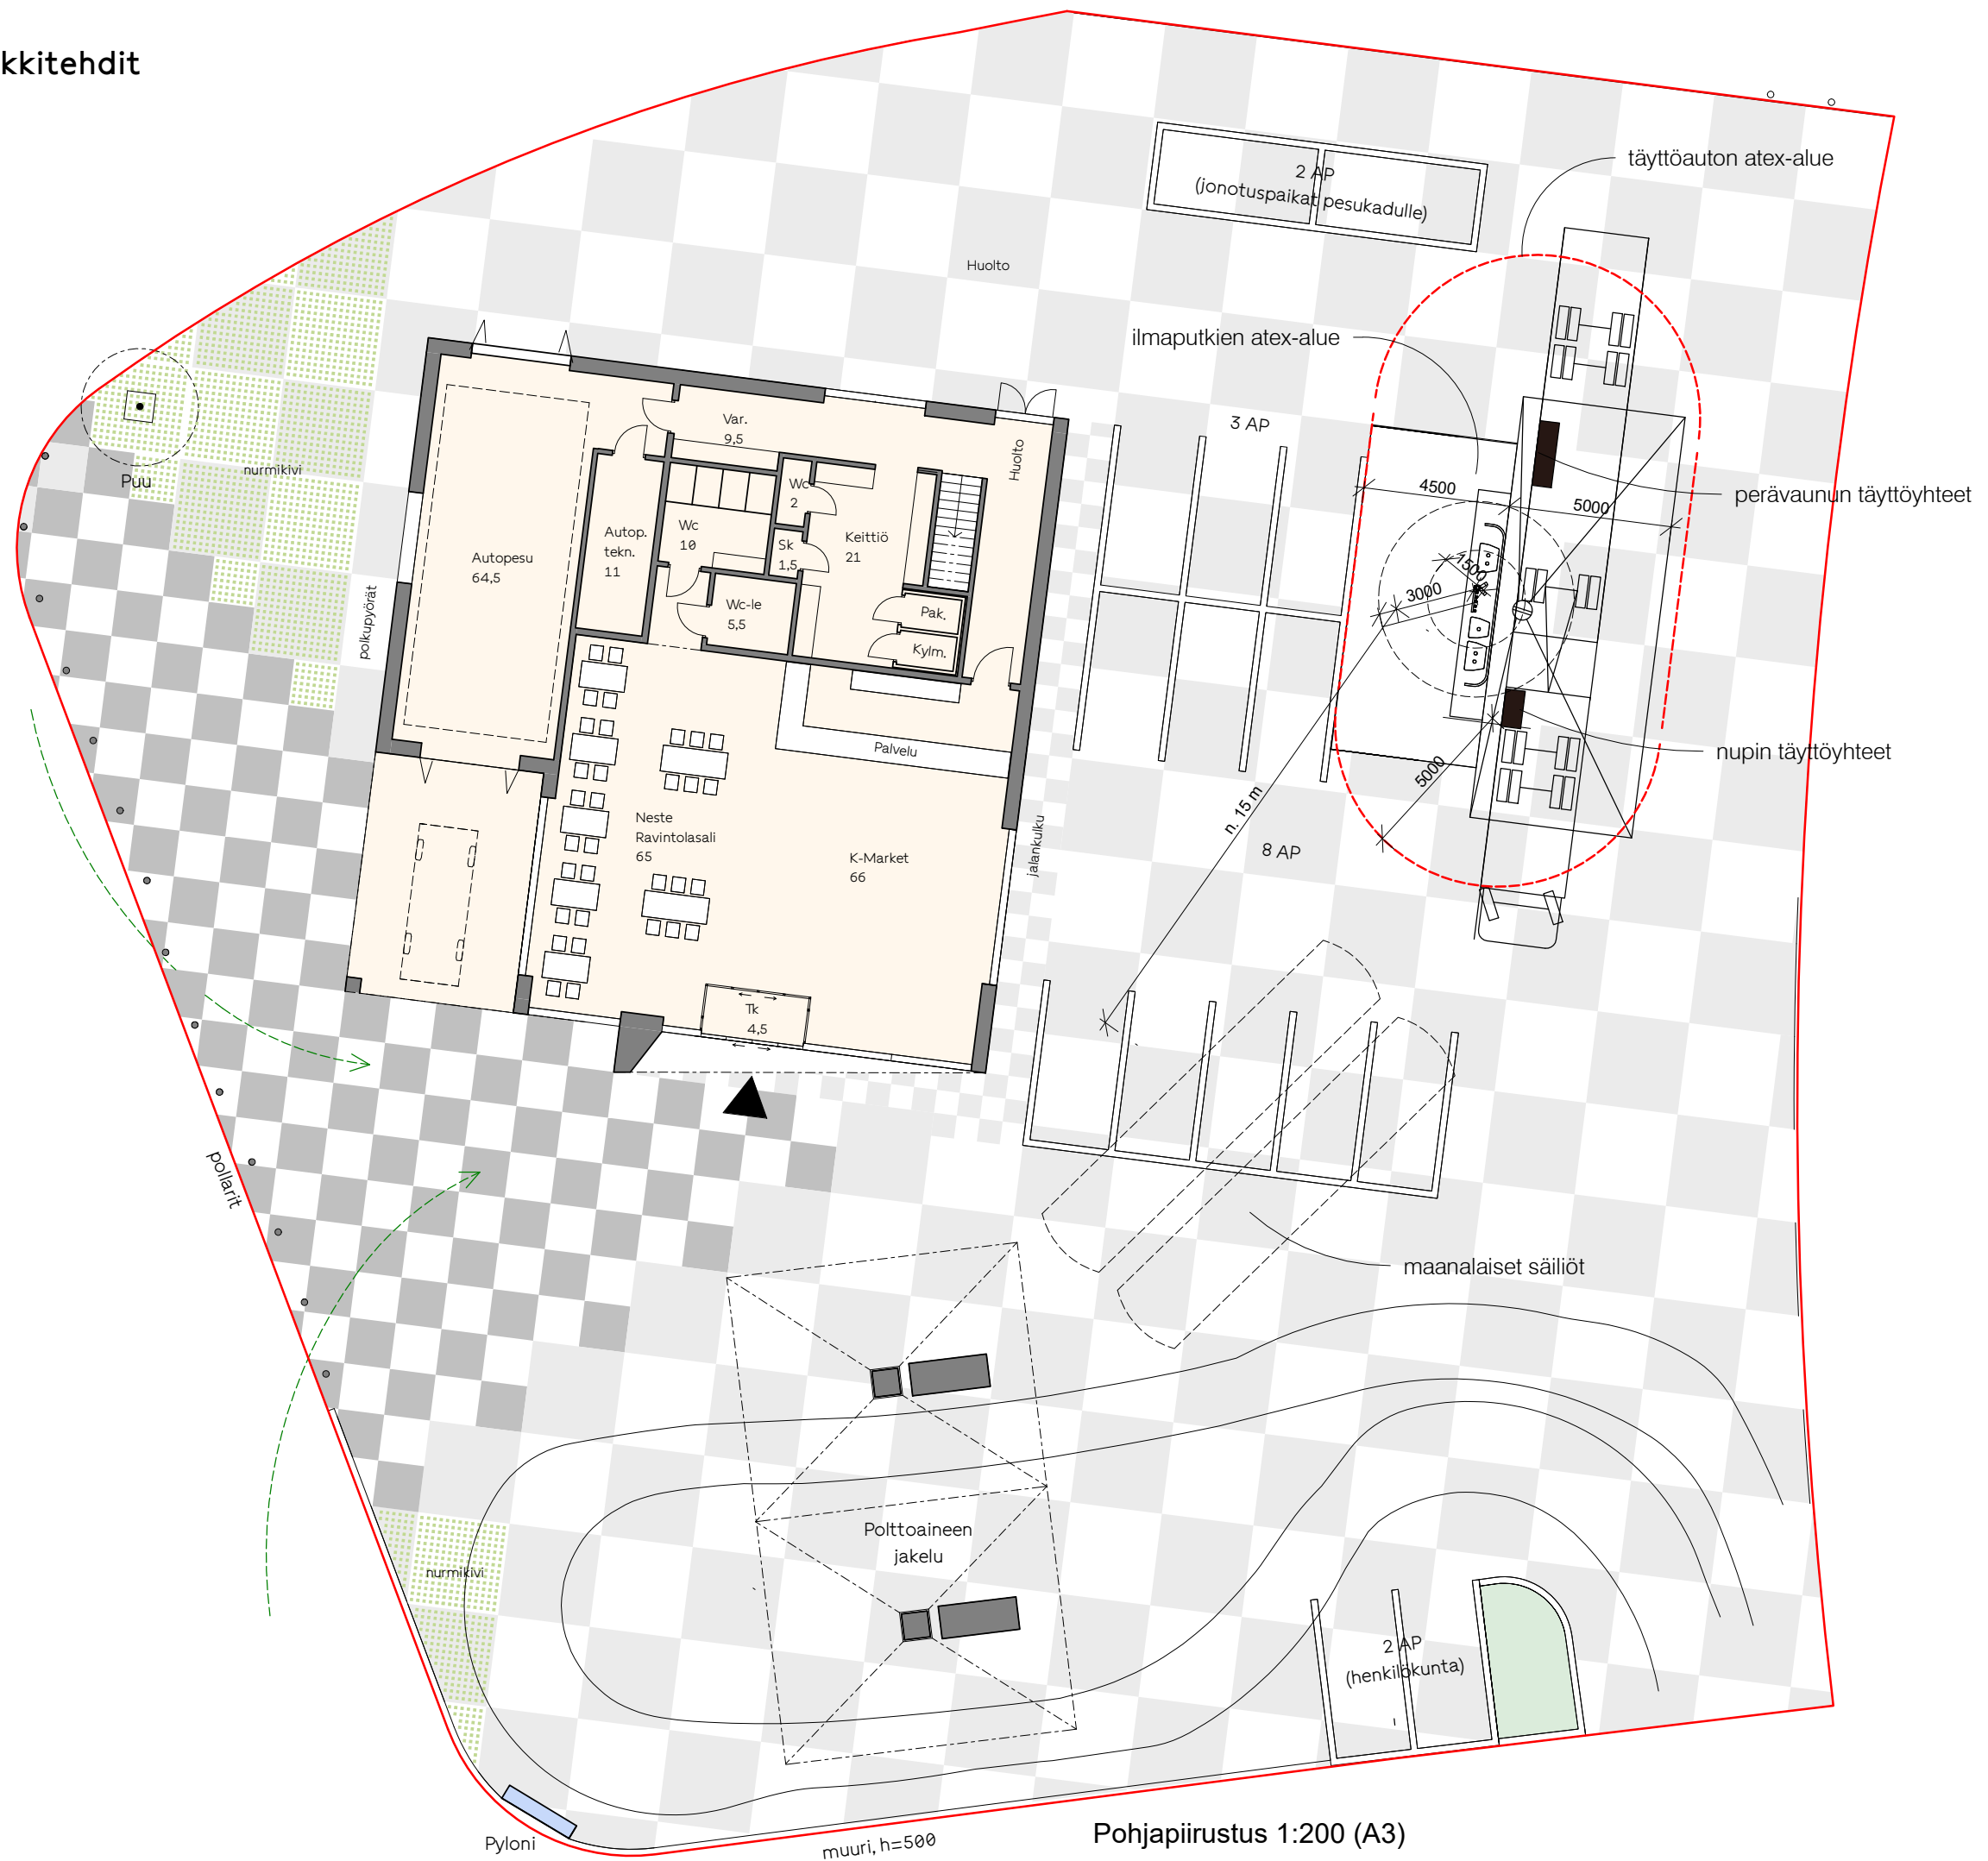 kkitehdit
täyttöauton atex-alue
2 AP
(jonotuspaikat pesukadulle)
Huolto
ilmaputkien atex-alue
3 AP
Var.
9,5
Huolto
nurmikivi
Puu
Wc
2
4500
5000
perävaunun täyttöyhteet
Autopesu
64,5
Autop.
tekn.
11
Wc
10
Sk
1,5
Keittiö
21
1500
3000
polkupyörät
Wc-le
5,5
Pak.
Kylm.
Palvelu
nupin täyttöyhteet
5000
n. 15 m
Neste
Ravintolasali
65
K-Market
66
jalankulku
8 AP
Tk
4,5
pollarit
maanalaiset säiliöt
Polttoaineen
jakelu
nurmikivi
2 AP
(henkilökunta)
Pyloni
muuri, h=500
Pohjapiirustus 1:200 (A3)